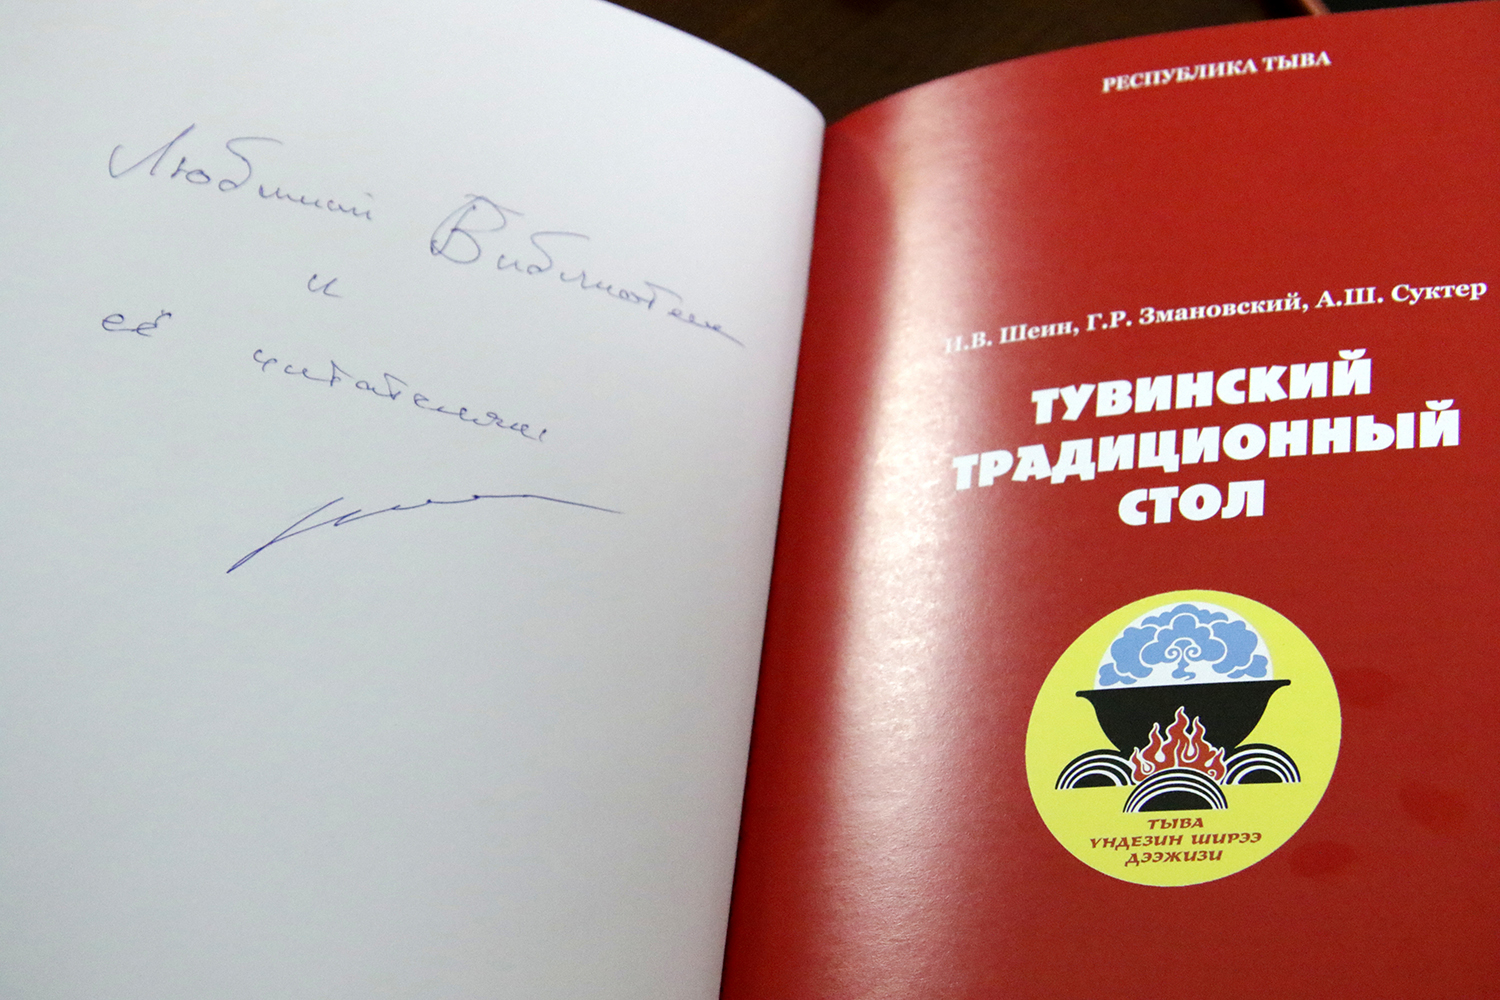 Любимой Библиотеке
и
её читателям
РЕСПУБЛИКА ТЫВА
И.В. Шеин, Г.Р. Змановский, А.Ш. Суктер
ТУВИНСКИЙ
ТРАДИЦИОННЫЙ
СТОЛ
ТЫВА
ҮНДЕЗИН ШИРЭЭ
ДЭЭЖИЗИ